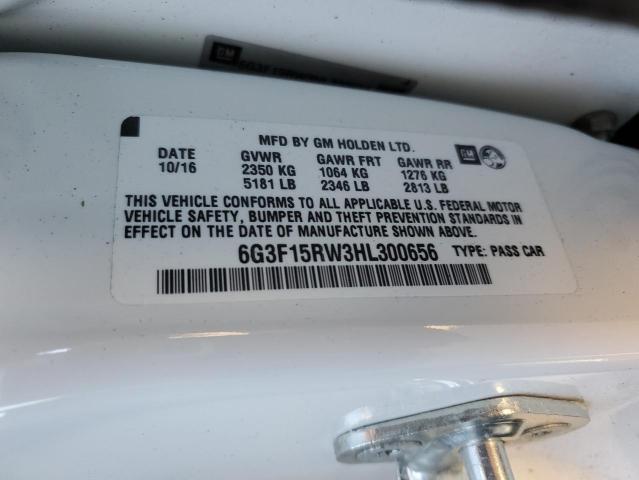 GM
MFD BY GM HOLDEN LTD.
DATE GVWR GAWR FRT GAWR RR
10/16 2350 KG 1064 KG 1276 KG
5181 LB 2346 LB 2813 LB
GM
THIS VEHICLE CONFORMS TO ALL APPLICABLE U.S. FEDERAL MOTOR
VEHICLE SAFETY, BUMPER AND THEFT PREVENTION STANDARDS IN
EFFECT ON THE DATE OF MANUFACTURE SHOWN ABOVE.
6G3F15RW3HL300656 TYPE: PASS CAR